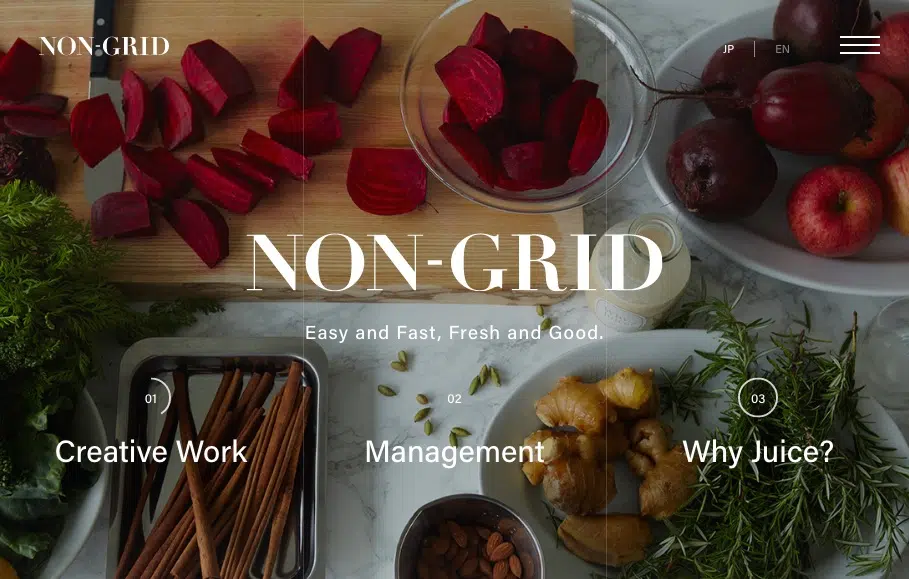 NON-GRID
JP
EN
NON-GRID
Easy and Fast, Fresh and Good.
01
02
03
Creative Work
Management
Why Juice?